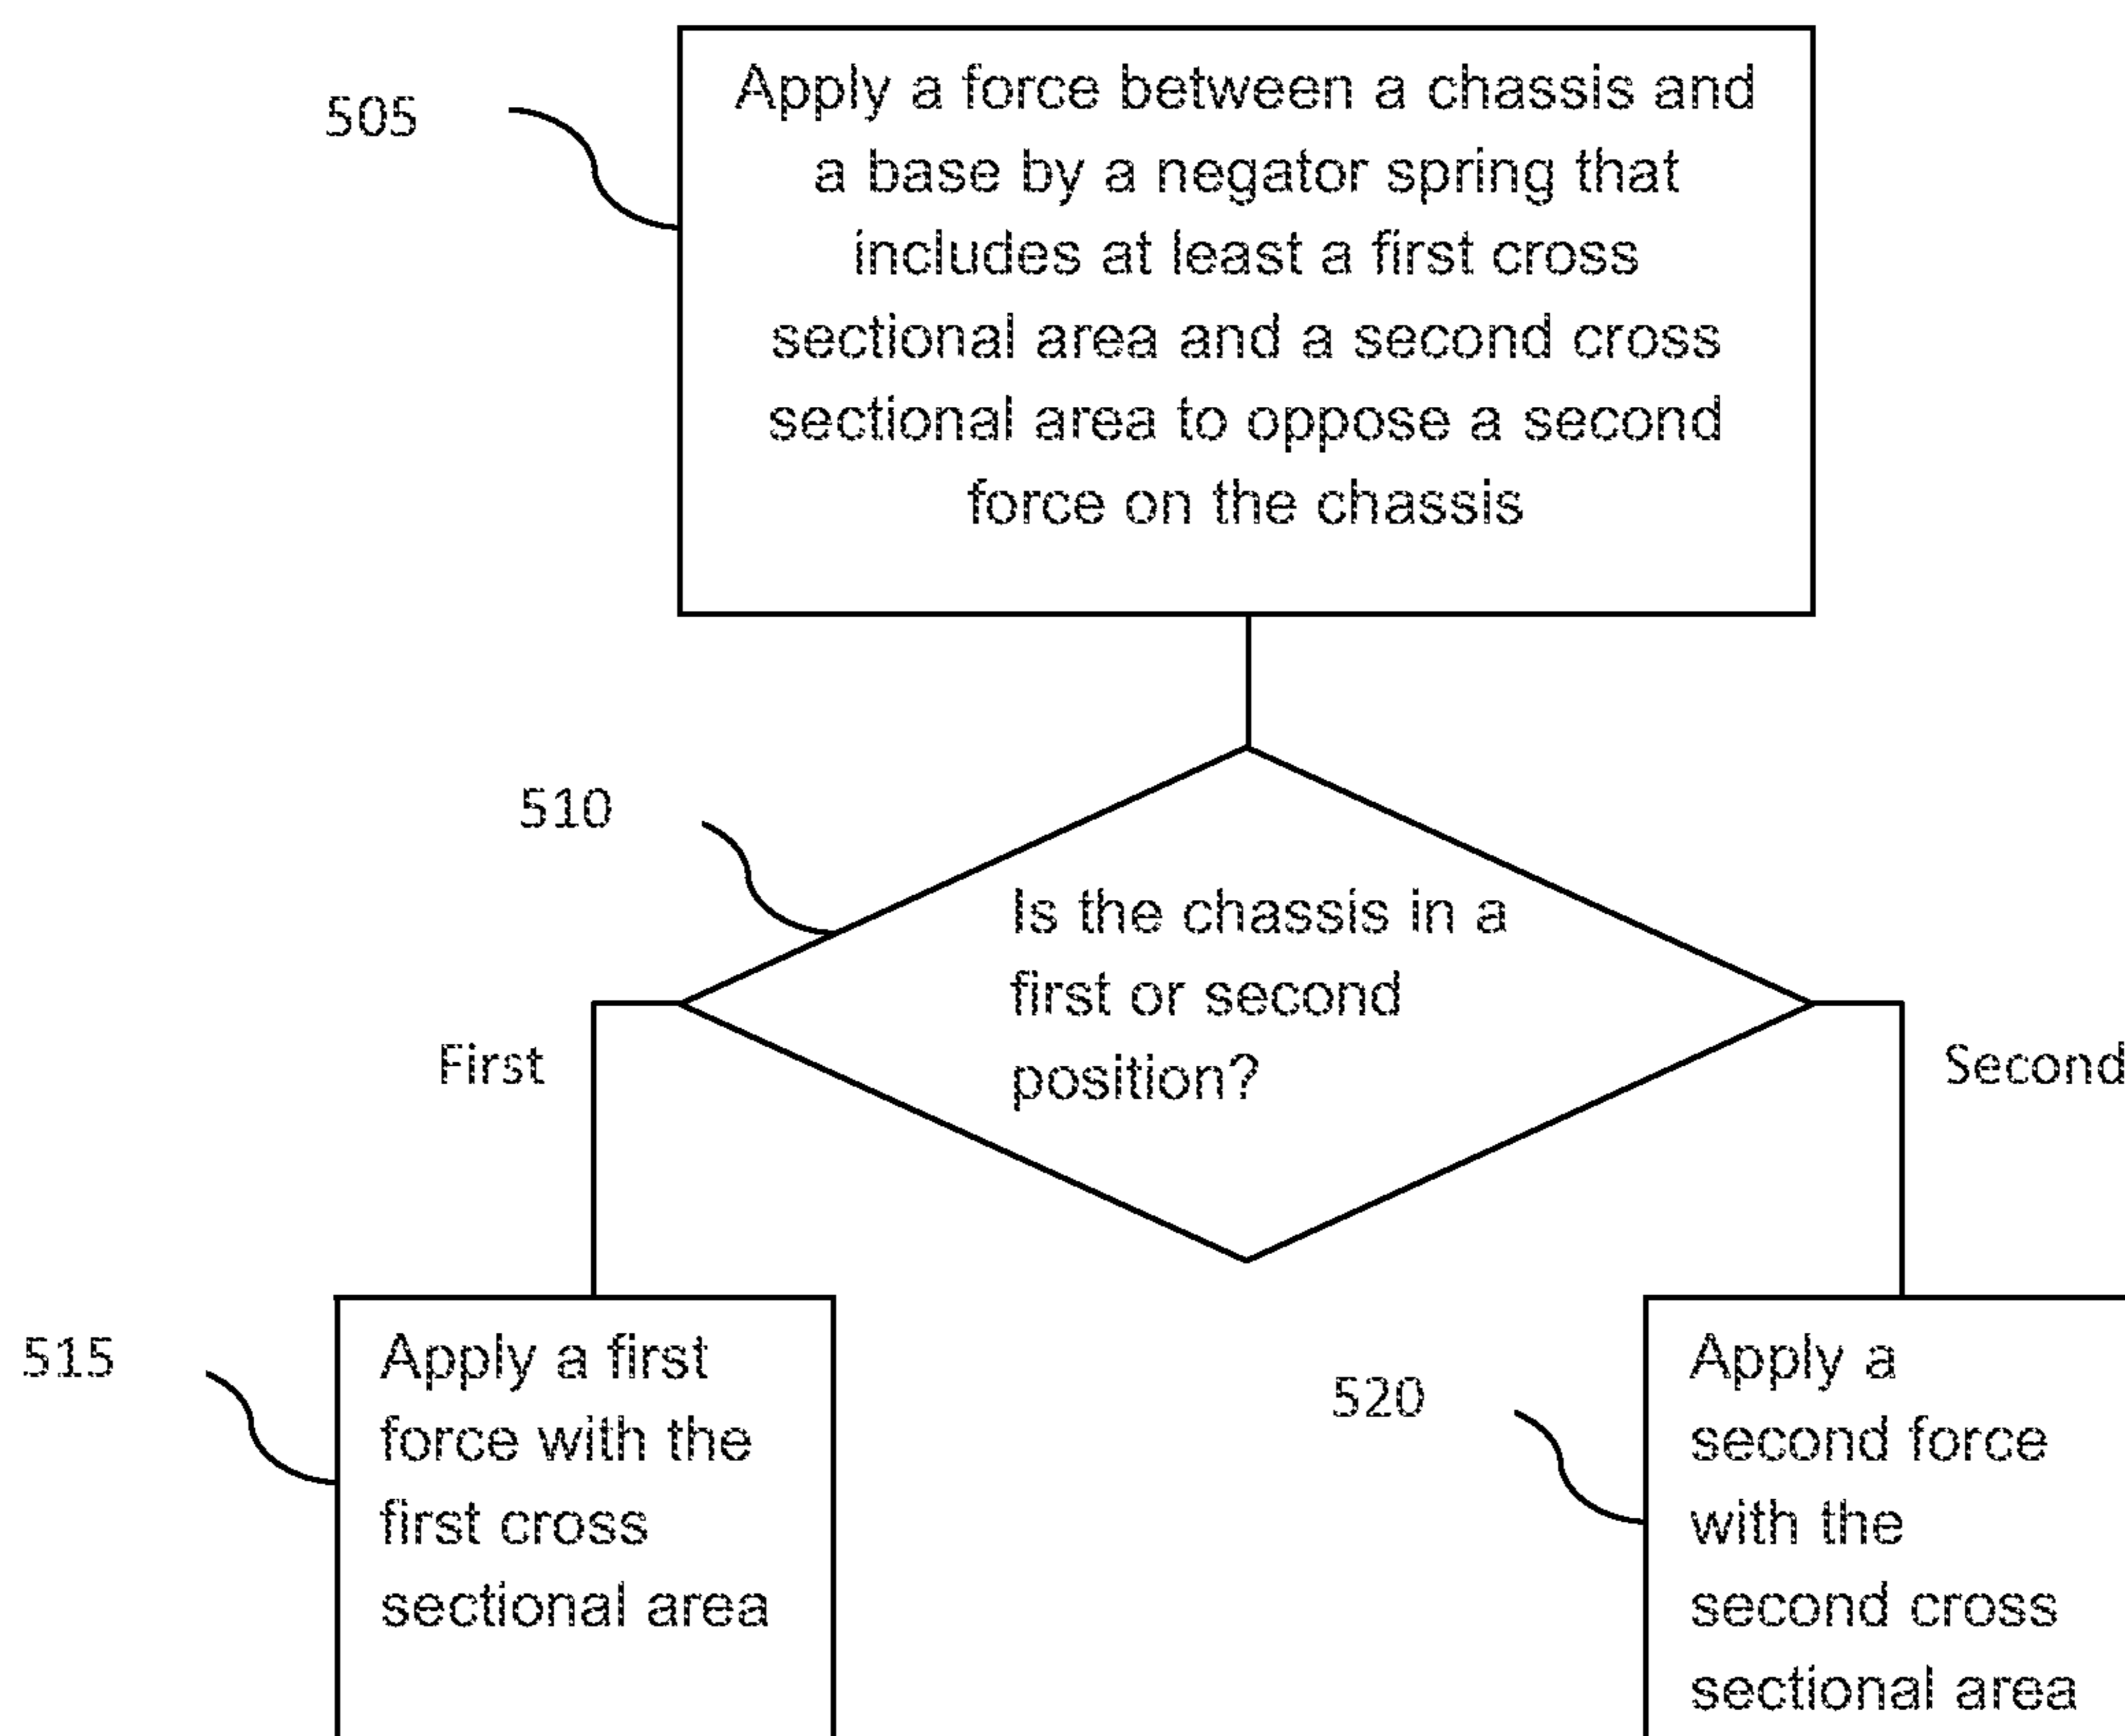 505
Apply a force between a chassis and
a base by a negator spring that
includes at least a first cross
sectional area and a second cross
sectional area to oppose a second
force on the chassis
510
Is the chassis in a
first or second
position?
First
Second
515
Apply a first
force with the
first cross
sectional area
520
Apply a
second force
with the
second cross
sectional area